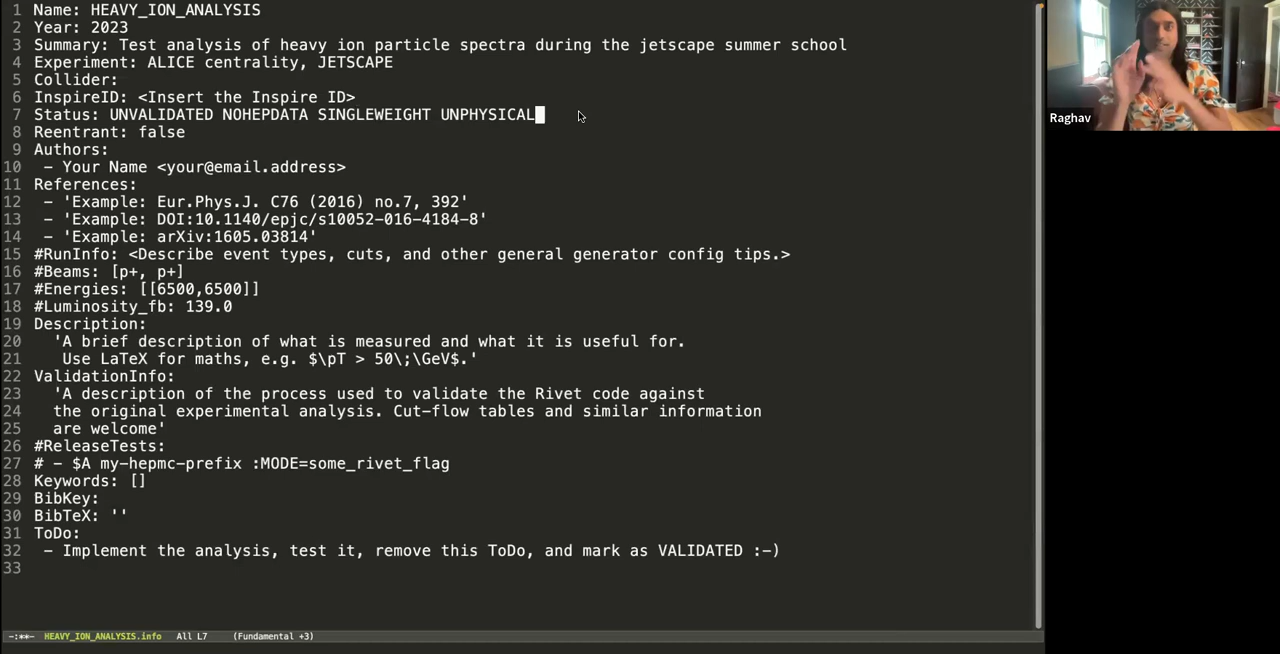 1 Name: HEAVY_ION_ANALYSIS
2 Year: 2023
3 Summary: Test analysis of heavy ion particle spectra during the jetscape summer school
4 Experiment: ALICE centrality, JETSCAPE
5 Collider:
6 InspireID: <Insert the Inspire ID>
7 Status: UNVALIDATED NOHEPDATA SINGLEWEIGHT UNPHYSICAL
8 Reentrant: false
9 Authors:
10  - Your Name <your@email.address>
11 References:
12  - 'Example: Eur.Phys.J. C76 (2016) no.7, 392'
13  - 'Example: DOI:10.1140/epjc/s10052-016-4184-8'
14  - 'Example: arXiv:1605.03814'
15 #RunInfo: <Describe event types, cuts, and other general generator config tips.>
16 #Beams: [p+, p+]
17 #Energies: [[6500,6500]]
18 #Luminosity_fb: 139.0
19 Description:
20   'A brief description of what is measured and what it is useful for.
21    Use LaTeX for maths, e.g. $\pT > 50\;\GeV$.'
22 ValidationInfo:
23   'A description of the process used to validate the Rivet code against
24   the original experimental analysis. Cut-flow tables and similar information
25   are welcome'
26 #ReleaseTests:
27 # - $A my-hepmc-prefix :MODE=some_rivet_flag
28 Keywords: []
29 BibKey:
30 BibTeX: ''
31 ToDo:
32  - Implement the analysis, test it, remove this ToDo, and mark as VALIDATED :-)
33
-:**- HEAVY_ION_ANALYSIS.info All L7 (Fundamental +3)
Raghav